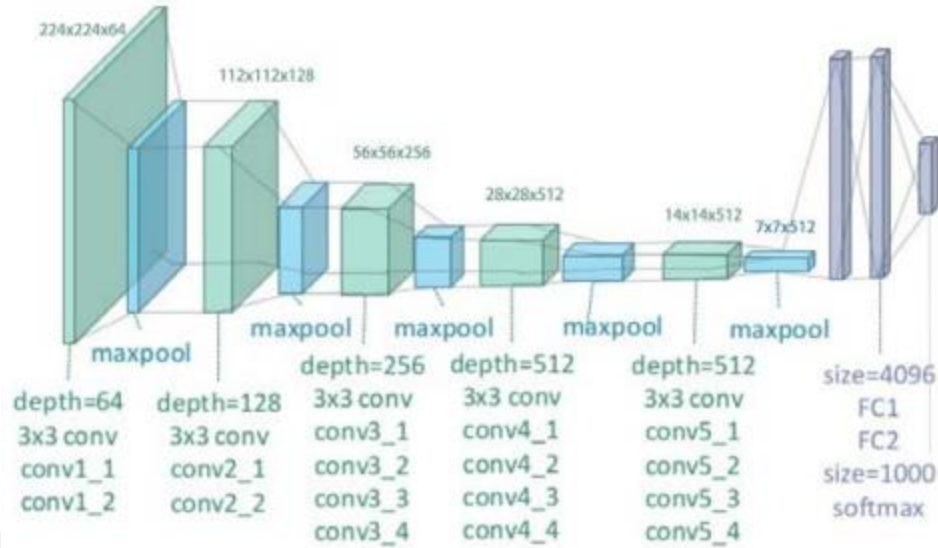 224x224x64
112x112x128
56x56x256
28x28x512
14x14x512
7x7x512
maxpool
maxpool
maxpool
maxpool
maxpool
depth=64
3x3 conv
conv1_1
conv1_2
depth=128
3x3 conv
conv2_1
conv2_2
depth=256
3x3 conv
conv3_1
conv3_2
conv3_3
conv3_4
depth=512
3x3 conv
conv4_1
conv4_2
conv4_3
conv4_4
depth=512
3x3 conv
conv5_1
conv5_2
conv5_3
conv5_4
size=4096
FC1
FC2
size=1000
softmax